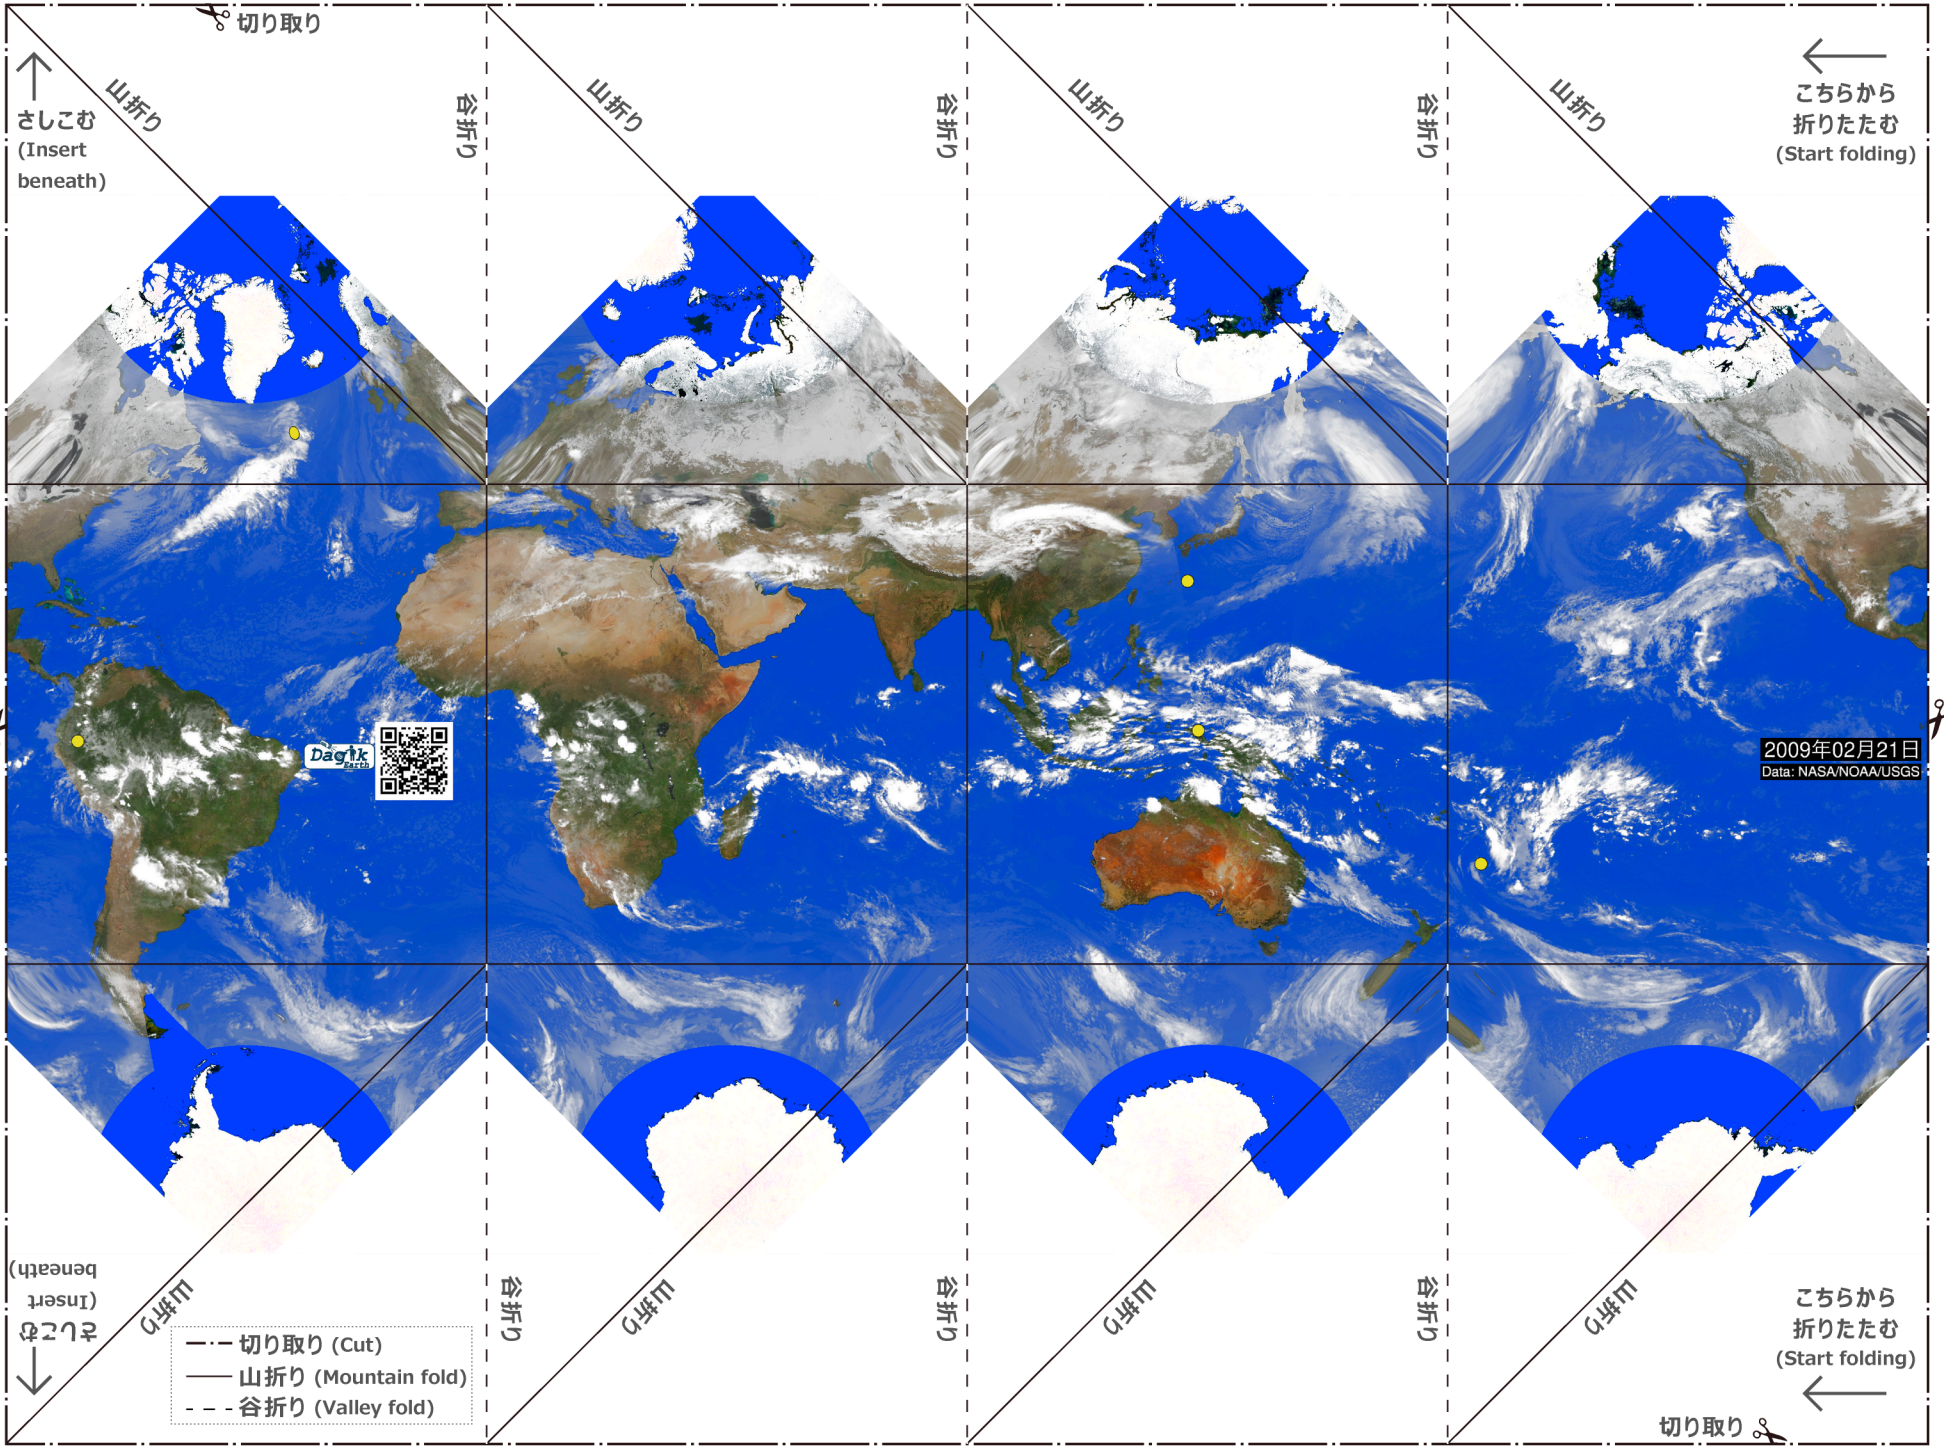 切り取り
山折り
谷折り
山折り
谷折り
山折り
谷折り
山折り
さしこむ
(Insert
beneath)
こちらから
折りたたむ
(Start folding)
Dagik
Earth
2009年02月21日
Data: NASA/NOAA/USGS
さしこむ
(Insert
beneath)
山折り
谷折り
山折り
谷折り
山折り
谷折り
山折り
こちらから
折りたたむ
(Start folding)
切り取り (Cut)
山折り (Mountain fold)
谷折り (Valley fold)
切り取り